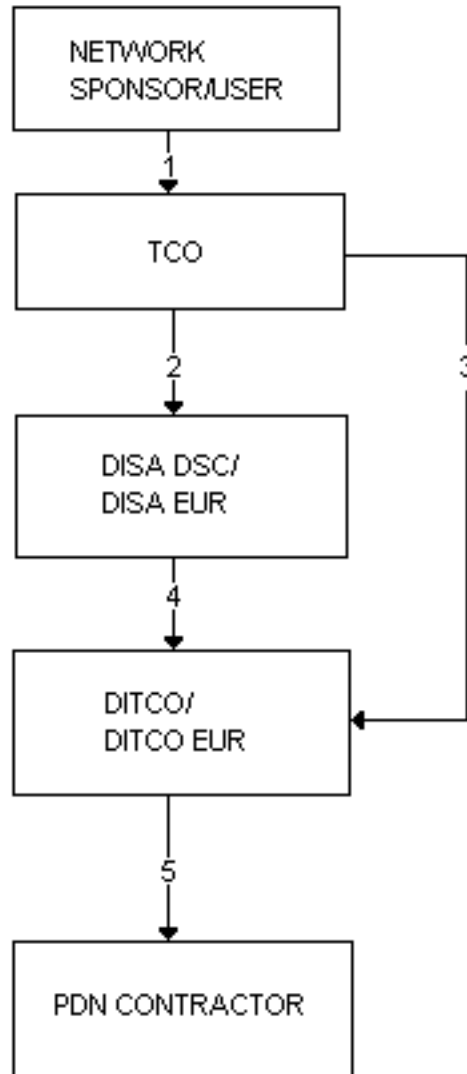 NETWORK
SPONSOR/USER
1
TCO
2
3
DISA DSC/
DISA EUR
4
DITCO/
DITCO EUR
5
PDN CONTRACTOR